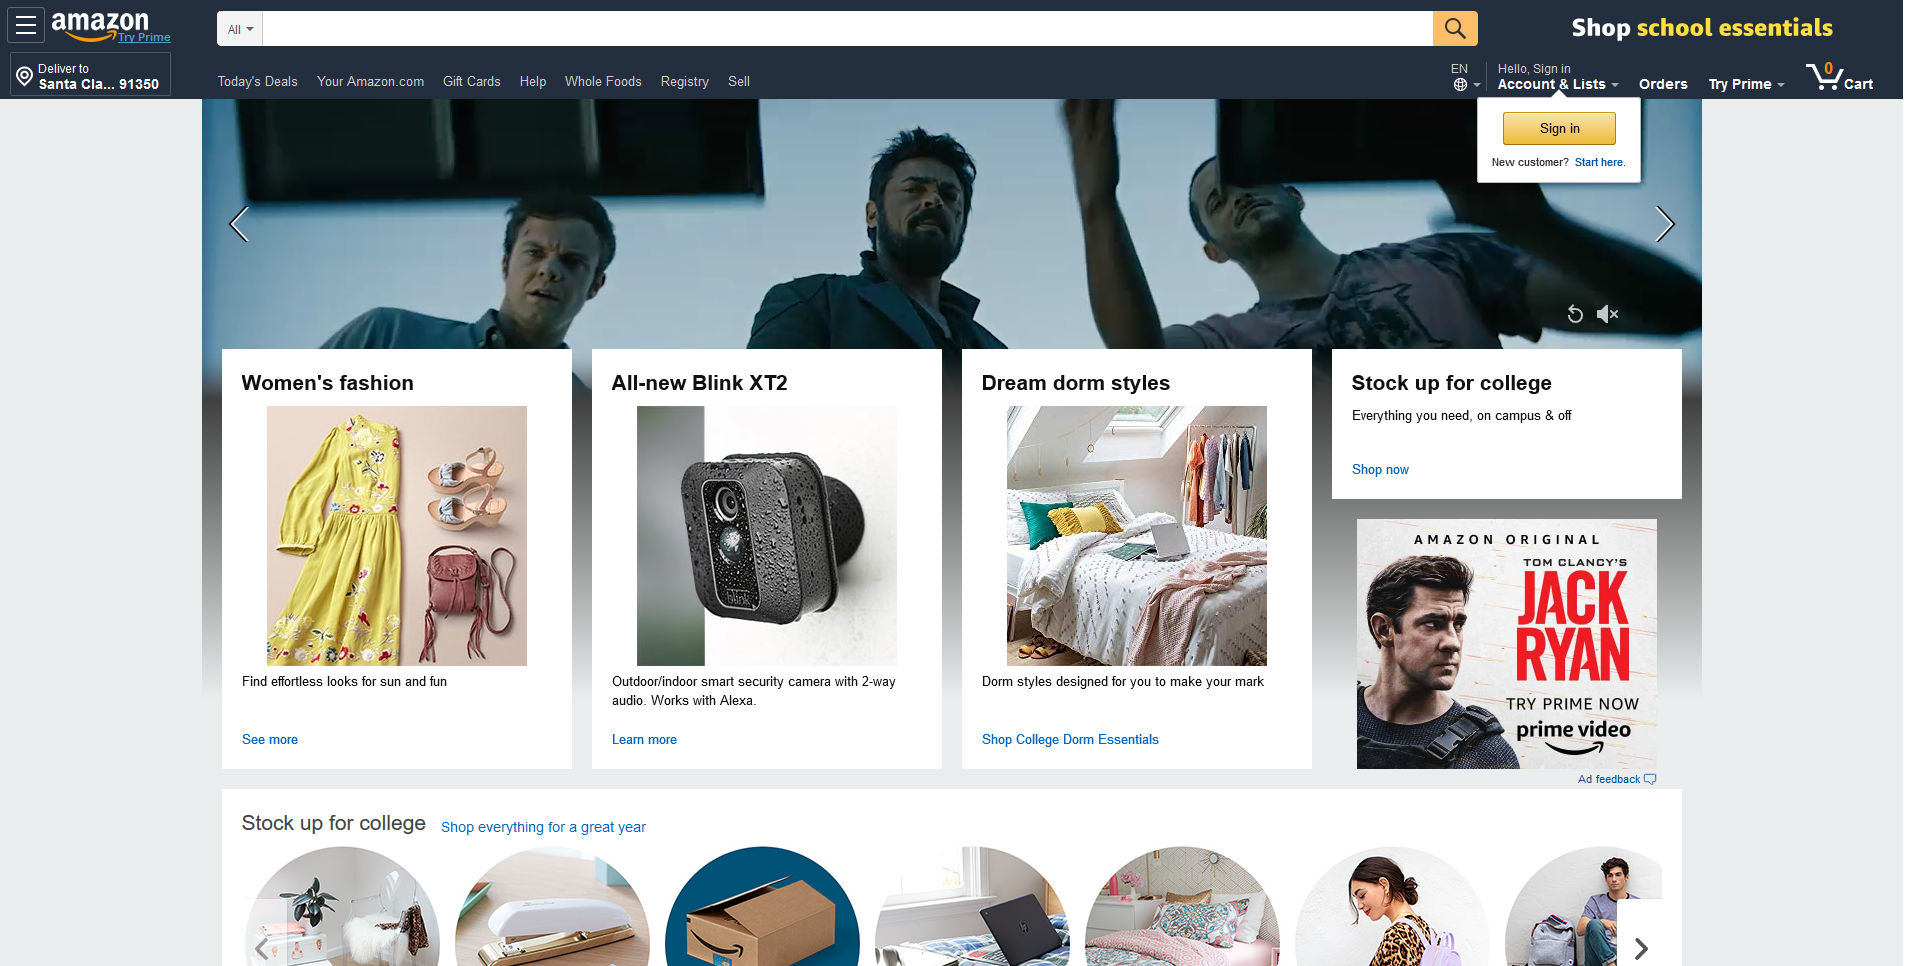 amazon
Try Prime
All
Shop school essentials
Deliver to
Santa Cla... 91350
Today's Deals
Your Amazon.com
Gift Cards
Help
Whole Foods
Registry
Sell
EN
Hello, Sign in
Account & Lists
Orders
Try Prime
0
Cart
Sign in
New customer? Start here.
Women's fashion
Find effortless looks for sun and fun
See more
All-new Blink XT2
blink
Outdoor/indoor smart security camera with 2-way
audio. Works with Alexa.
Learn more
Dream dorm styles
Dorm styles designed for you to make your mark
Shop College Dorm Essentials
Stock up for college
Everything you need, on campus & off
Shop now
AMAZON ORIGINAL
TOM CLANCY'S
JACK
RYAN
TRY PRIME NOW
prime video
Ad feedback
Stock up for college
Shop everything for a great year